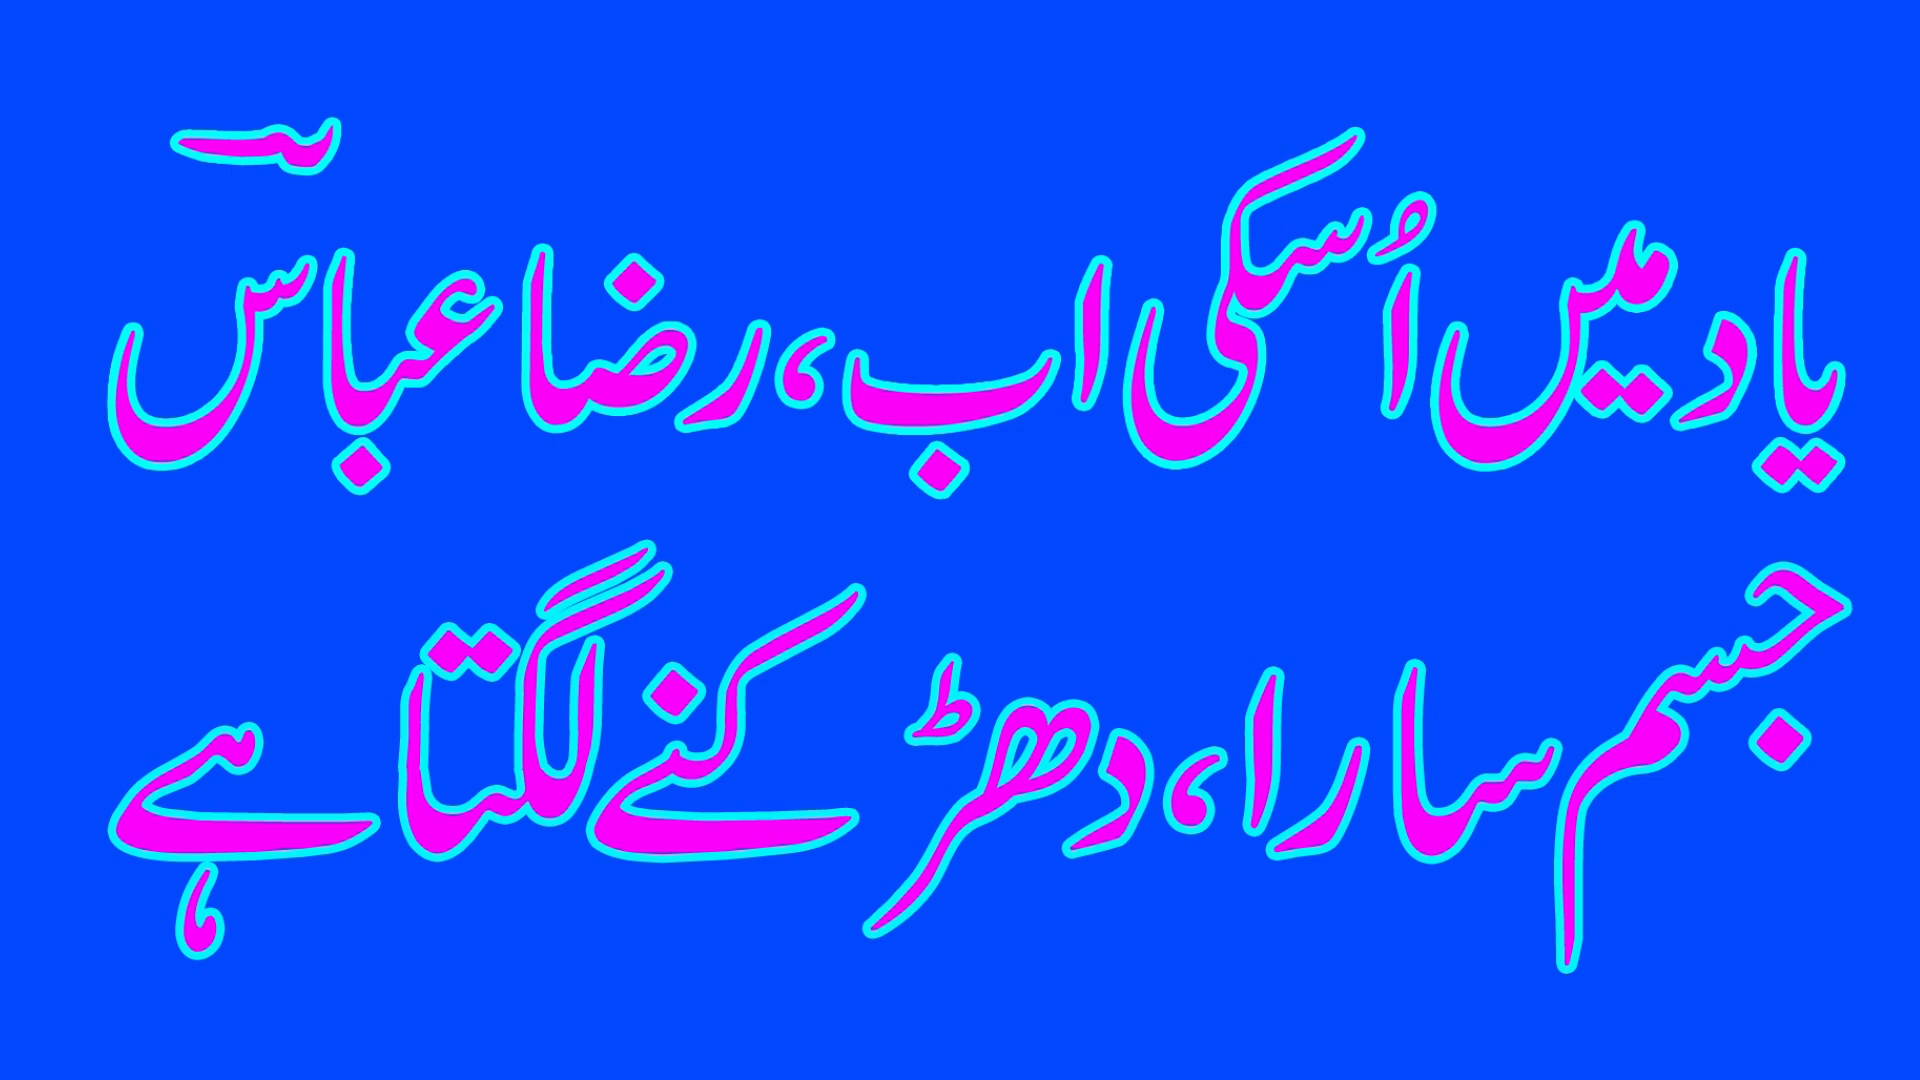 یاد میں اُسکی اب، رضا عباسؔ
جسم سارا، دھڑکنے لگتا ہے